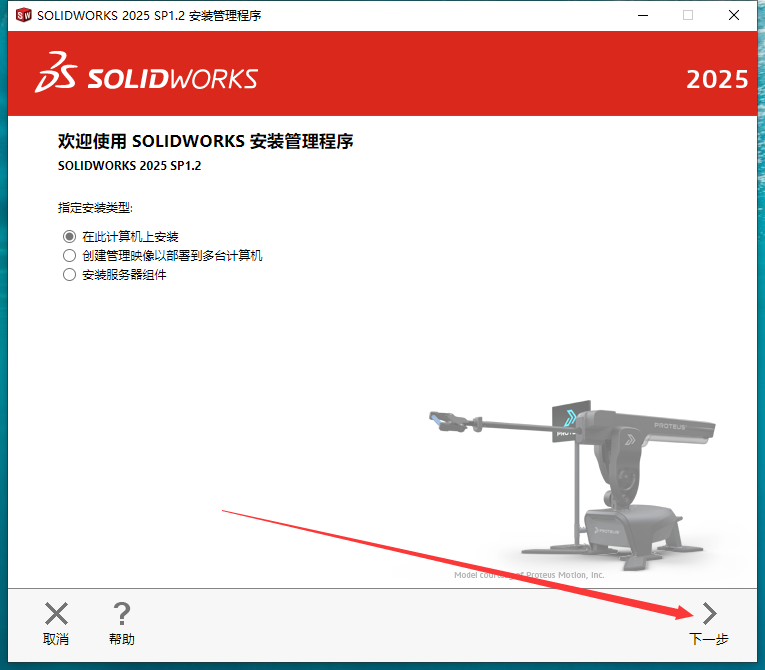 SOLIDWORKS 2025 SP1.2 安装管理程序
SOLIDWORKS
2025
欢迎使用 SOLIDWORKS 安装管理程序
SOLIDWORKS 2025 SP1.2
指定安装类型:
在此计算机上安装
创建管理映像以部署到多台计算机
安装服务器组件
PROTEUS
PROTEUS
Model courtesy of Proteus Motion, Inc.
取消
? 帮助
下一步